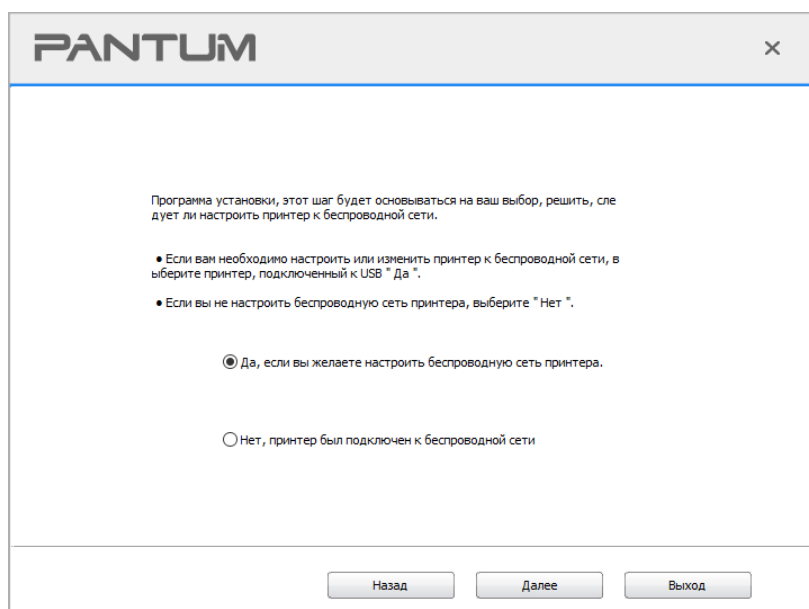 PANTUM
Программа установки, этот шаг будет основываться на ваш выбор, решить, сле
дует ли настроить принтер к беспроводной сети.
● Если вам необходимо настроить или изменить принтер к беспроводной сети, в
ыберите принтер, подключенный к USB " Да ".
● Если вы не настроить беспроводную сеть принтера, выберите " Нет ".
Да, если вы желаете настроить беспроводную сеть принтера.
Нет, принтер был подключен к беспроводной сети
Назад Далее Выход